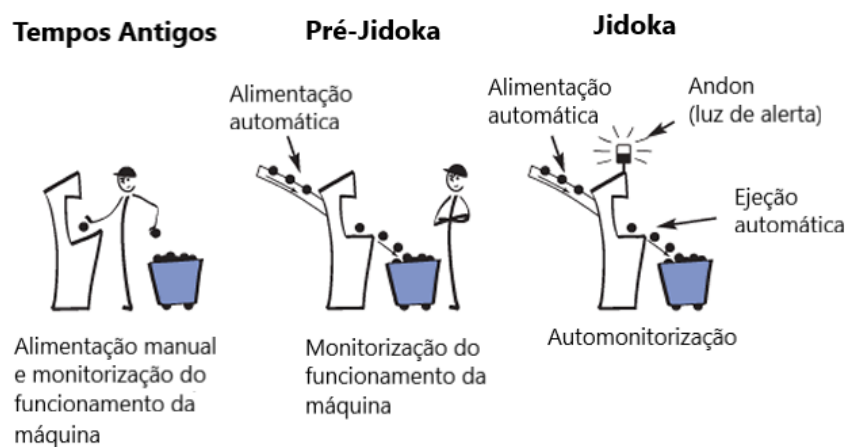 Tempos Antigos
Pré-Jidoka
Jidoka
Alimentação
automática
Alimentação
automática
Andon
(luz de alerta)
Ejeção
automática
Alimentação manual
e monitorização do
funcionamento da
máquina
Monitorização do
funcionamento da
máquina
Automonitorização